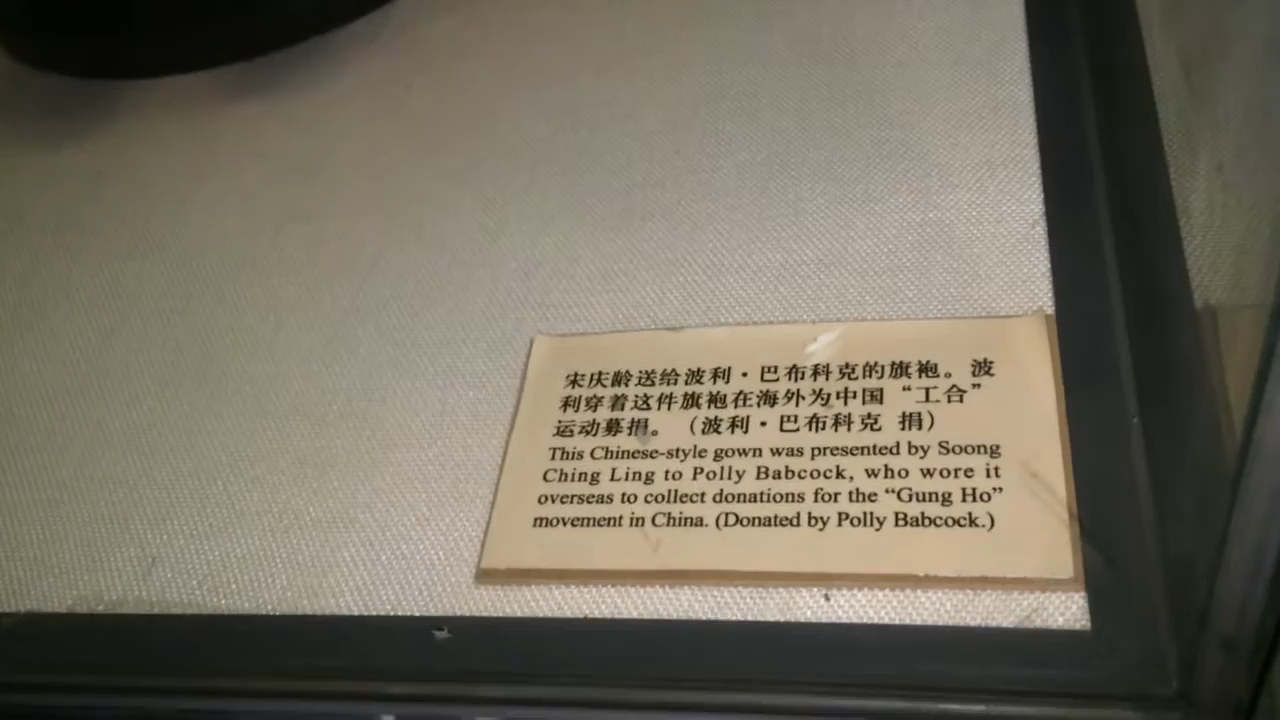 宋庆龄送给波利·巴布科克的旗袍。波
利穿着这件旗袍在海外为中国“工合”
运动募捐。（波利·巴布科克 捐）
This Chinese-style gown was presented by Soong
Ching Ling to Polly Babcock, who wore it
overseas to collect donations for the “Gung Ho”
movement in China. (Donated by Polly Babcock.)